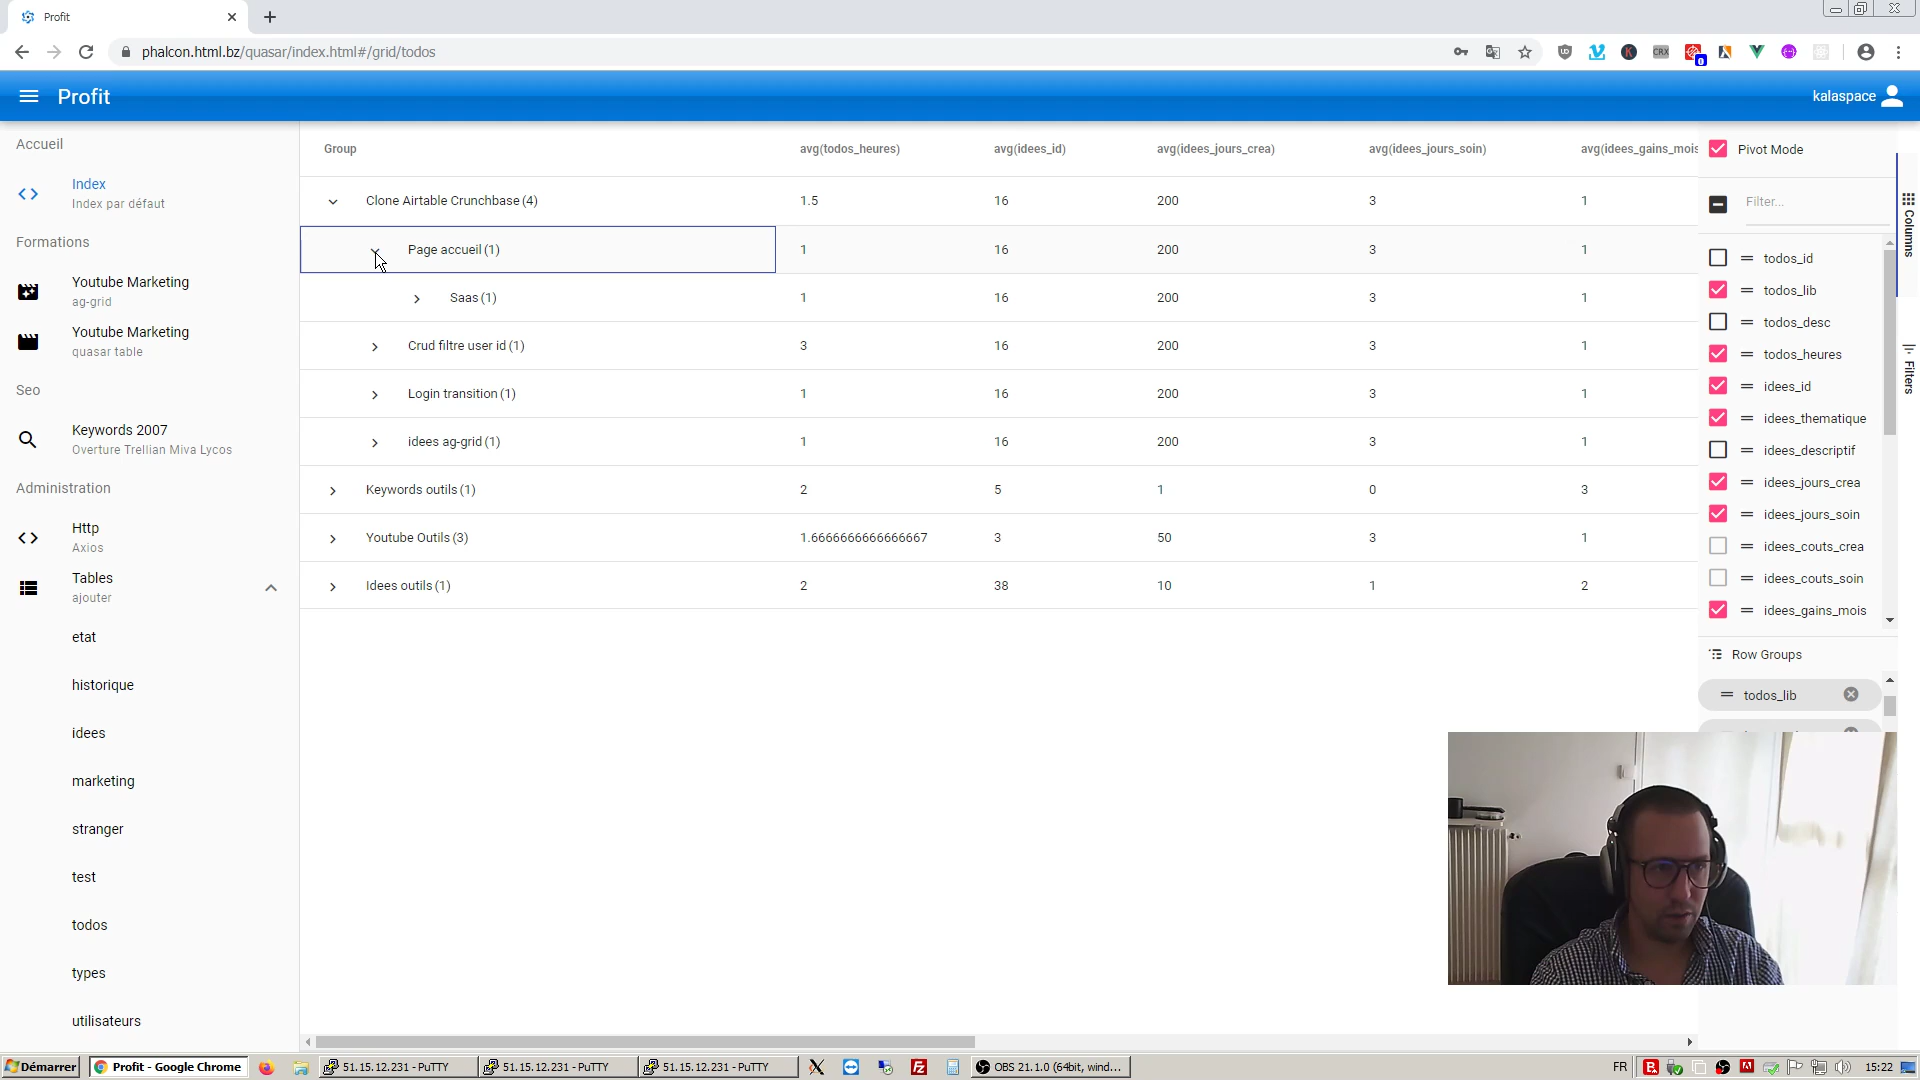 Profit
phalcon.html.bz/quasar/index.html#/grid/todos
CRX
0
Profit
kalaspace
Accueil
Index
Index par défaut
Formations
Youtube Marketing
ag-grid
Youtube Marketing
quasar table
Seo
Keywords 2007
Overture Trellian Miva Lycos
Administration
Http
Axios
Tables
ajouter
etat
historique
idees
marketing
stranger
test
todos
types
utilisateurs
Group avg(todos_heures) avg(idees_id) avg(idees_jours_crea) avg(idees_jours_soin) avg(idees_gains_mois
Clone Airtable Crunchbase (4) 1.5 16 200 3 1
Page accueil (1) 1 16 200 3 1
Saas (1) 1 16 200 3 1
Crud filtre user id (1) 3 16 200 3 1
Login transition (1) 1 16 200 3 1
idees ag-grid (1) 1 16 200 3 1
Keywords outils (1) 2 5 1 0 3
Youtube Outils (3) 1.6666666666666667 3 50 3 1
Idees outils (1) 2 38 10 1 2
Pivot Mode
Filter...
todos_id
todos_lib
todos_desc
todos_heures
idees_id
idees_thematique
idees_descriptif
idees_jours_crea
idees_jours_soin
idees_couts_crea
idees_couts_soin
idees_gains_mois
Row Groups
todos_lib
Columns
Filters
Démarrer
Profit - Google Chrome
51.15.12.231 - PuTTY
51.15.12.231 - PuTTY
51.15.12.231 - PuTTY
OBS 21.1.0 (64bit, wind...
FR
15:22